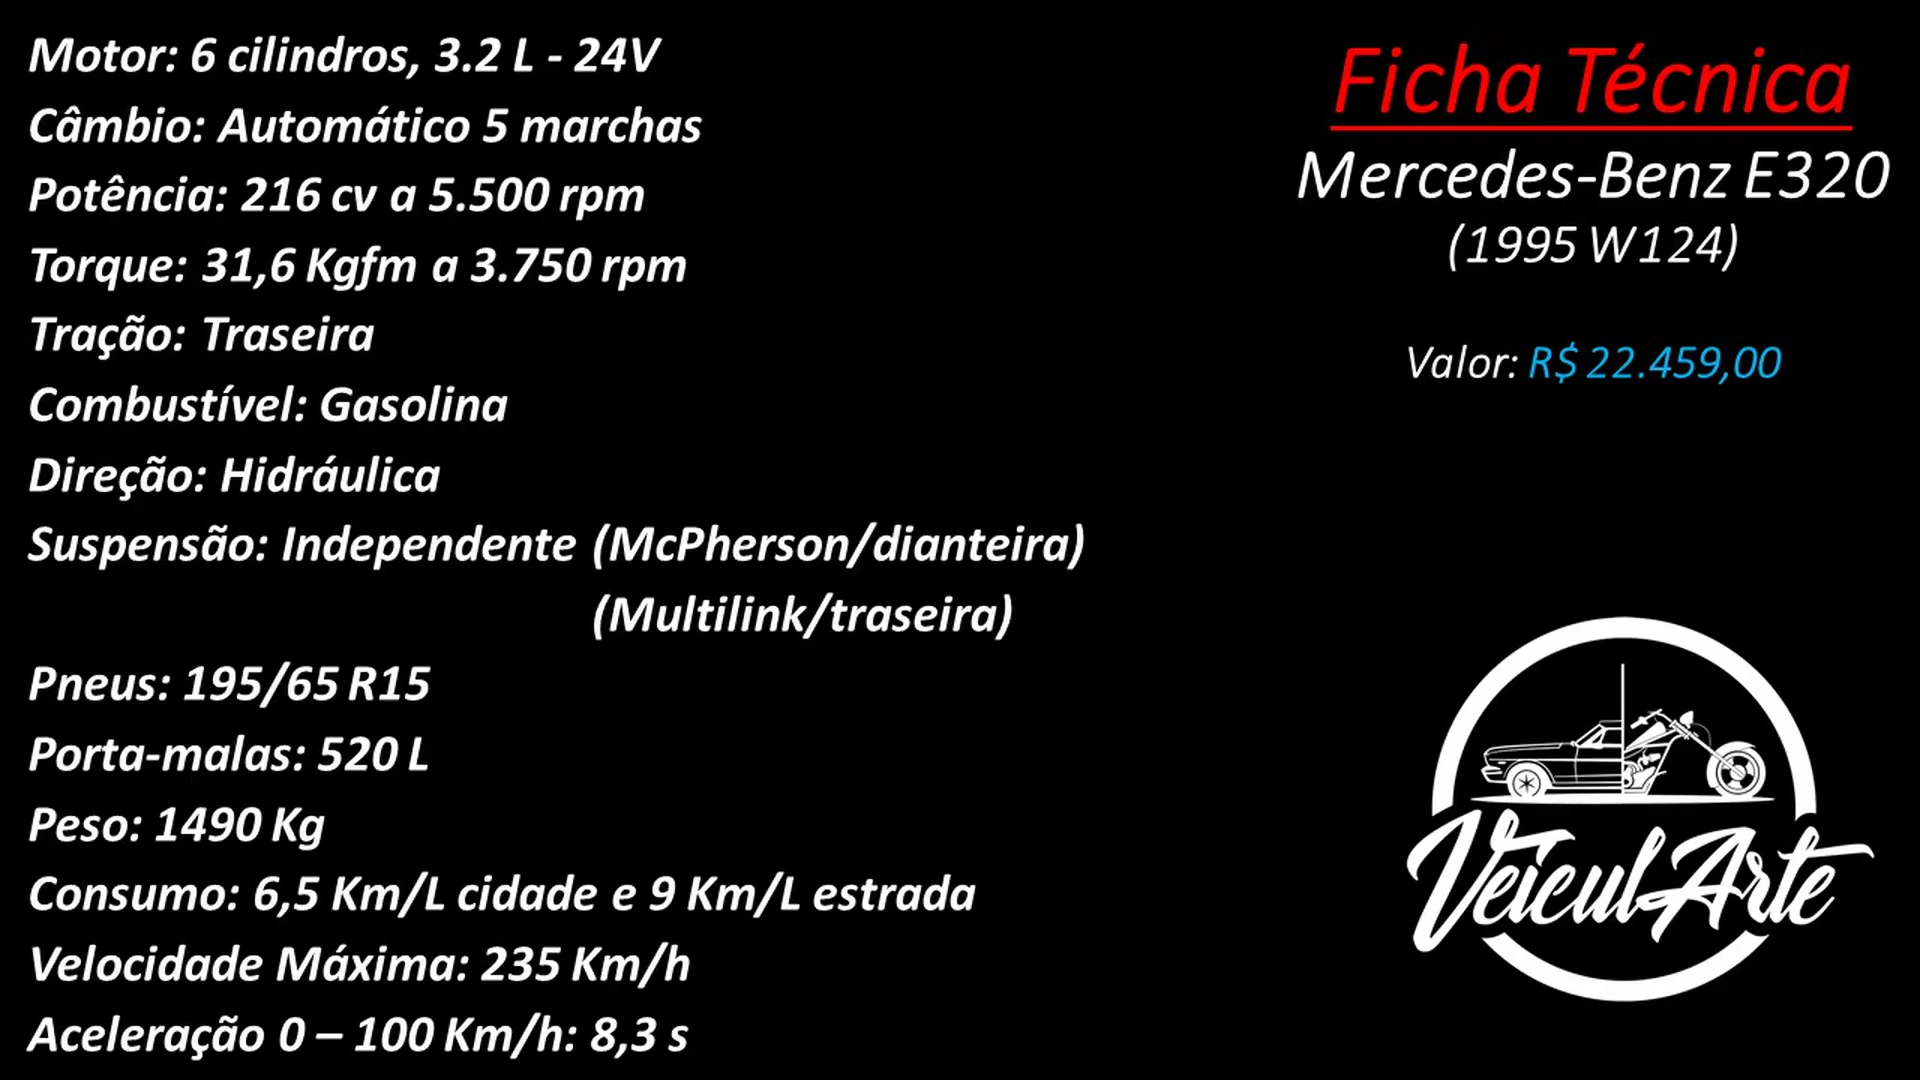 Motor: 6 cilindros, 3.2 L - 24V
Câmbio: Automático 5 marchas
Potência: 216 cv a 5.500 rpm
Torque: 31,6 Kgfm a 3.750 rpm
Tração: Traseira
Combustível: Gasolina
Direção: Hidráulica
Suspensão: Independente (McPherson/dianteira)
(Multilink/traseira)
Pneus: 195/65 R15
Porta-malas: 520 L
Peso: 1490 Kg
Consumo: 6,5 Km/L cidade e 9 Km/L estrada
Velocidade Máxima: 235 Km/h
Aceleração 0 – 100 Km/h: 8,3 s
Ficha Técnica
Mercedes-Benz E320
(1995 W124)
Valor: R$ 22.459,00
VeiculArte